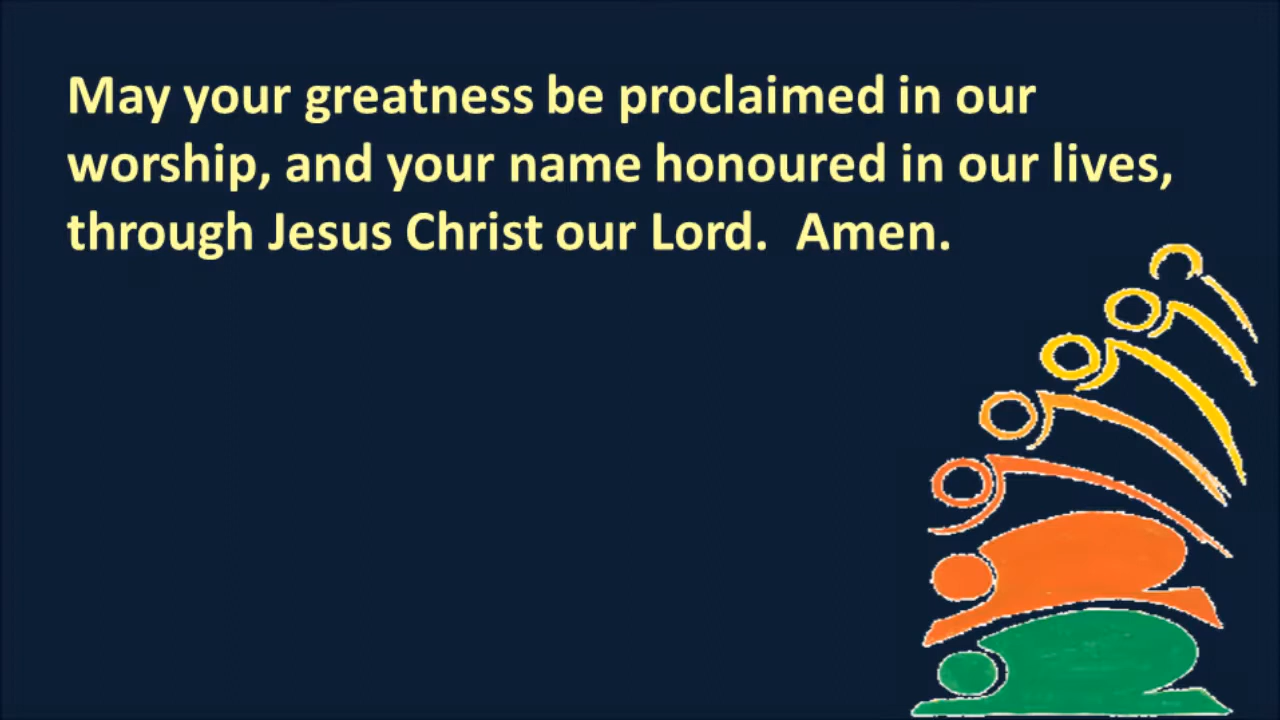 May your greatness be proclaimed in our
worship, and your name honoured in our lives,
through Jesus Christ our Lord.  Amen.